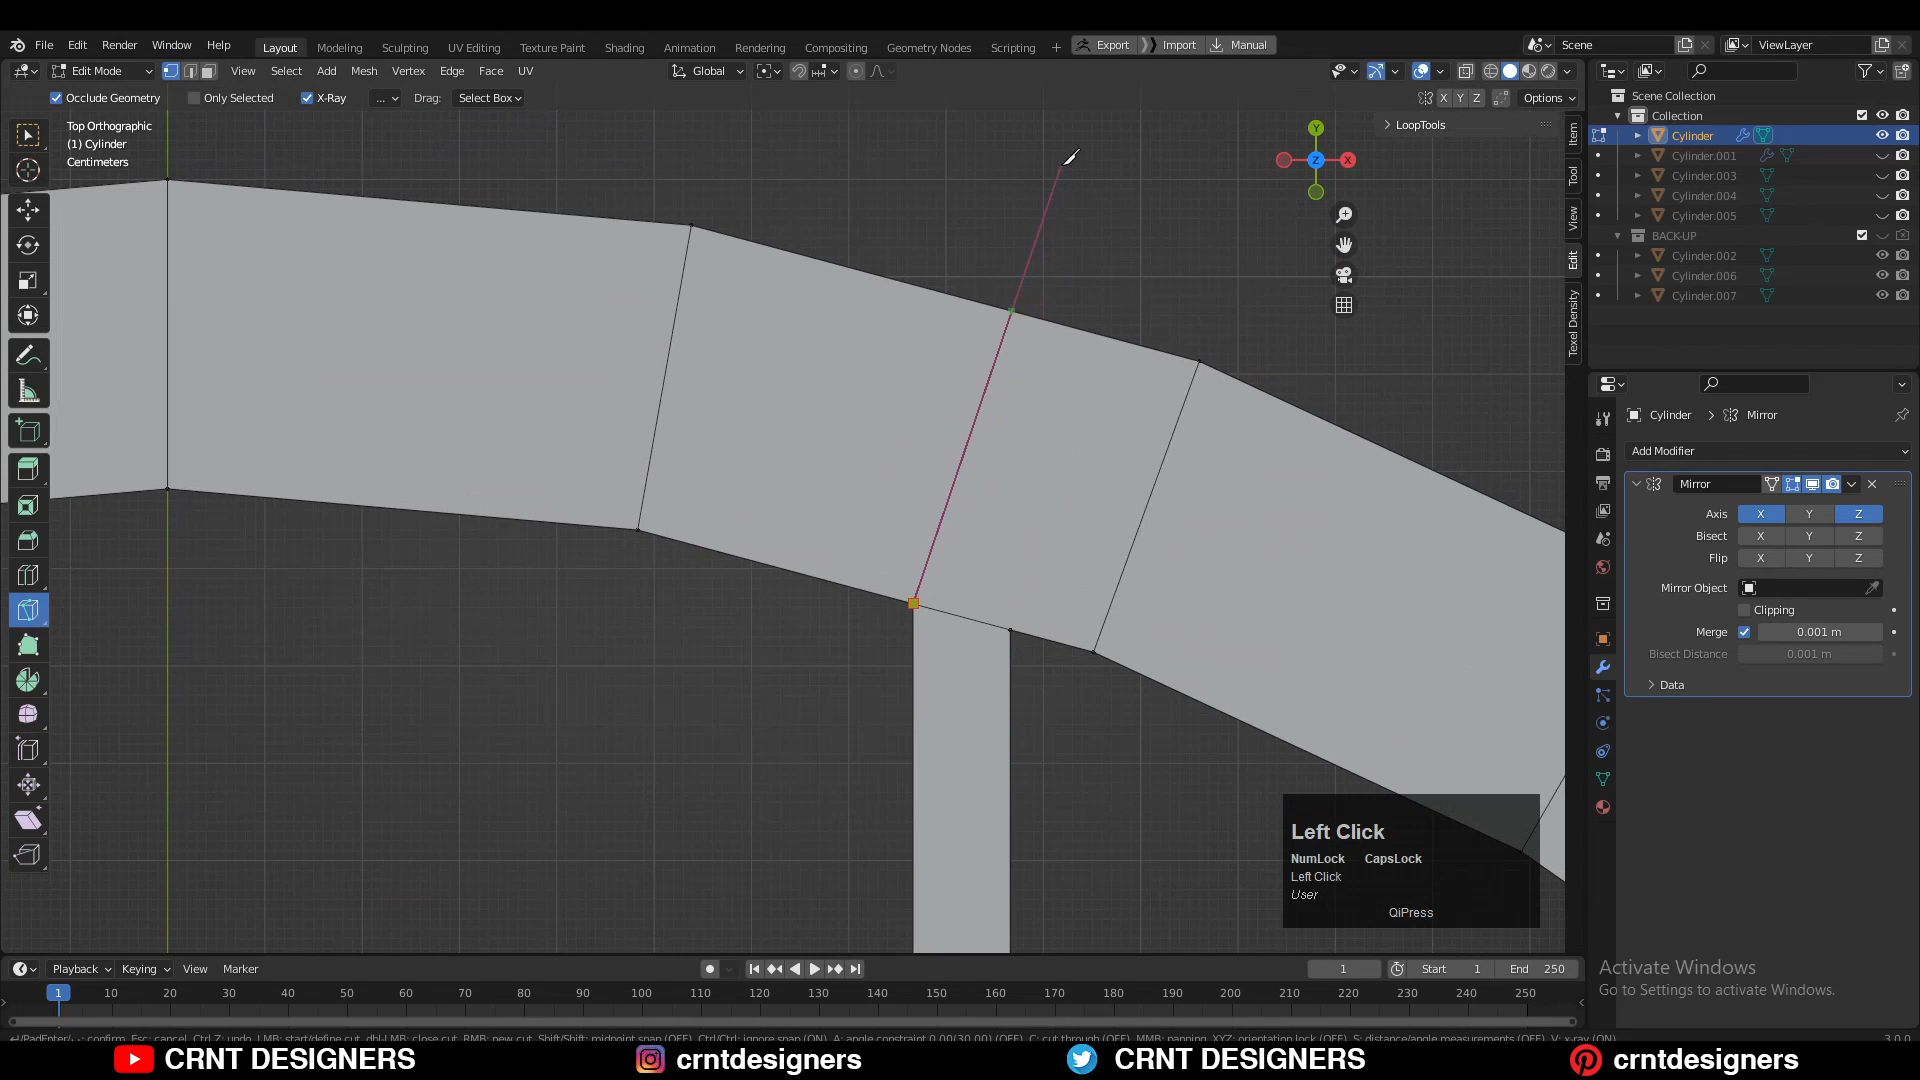 File Edit Render Window Help Layout Modeling Sculpting UV Editing Texture Paint Shading Animation Rendering Compositing Geometry Nodes Scripting + Export Import Manual Scene ViewLayer
Edit Mode View Select Add Mesh Vertex Edge Face UV Global
Occlude Geometry Only Selected X-Ray ... Drag: Select Box X Y Z Options
Top Orthographic
(1) Cylinder
Centimeters
LoopTools
Item
Tool
View
Edit
Texel Density
Y
Z
X
Scene Collection
Collection
Cylinder
Cylinder.001
Cylinder.003
Cylinder.004
Cylinder.005
BACK-UP
Cylinder.002
Cylinder.006
Cylinder.007
Cylinder > Mirror
Add Modifier
Mirror
Axis X Y Z
Bisect X Y Z
Flip X Y Z
Mirror Object
Clipping
Merge 0.001 m
Bisect Distance 0.001 m
Data
Left Click
NumLock CapsLock
Left Click
User
QiPress
Activate Windows
Go to Settings to activate Windows.
Playback Keying View Marker 1 Start 1 End 250
1 10 20 30 40 50 60 70 80 90 100 110 120 130 140 150 160 170 180 190 200 210 220 230 240 250
CRNT DESIGNERS crntdesigners CRNT DESIGNERS crntdesigners